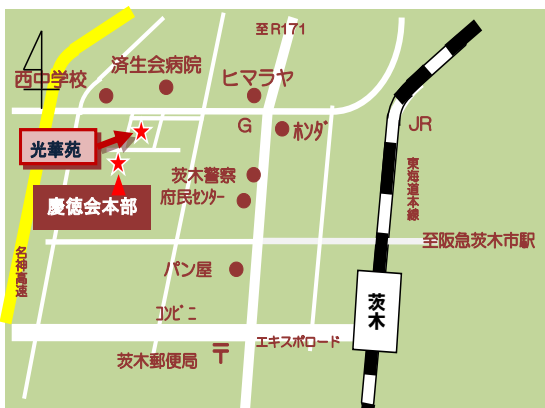 至R171
済生会病院
西中学校
ヒマラヤ
G
ホンダ
JR
光華苑
東海道本線
茨木警察
府民センター
慶徳会本部
至阪急茨木市駅
名神高速
パン屋
茨木
コンビニ
エキスポロード
茨木郵便局
〒